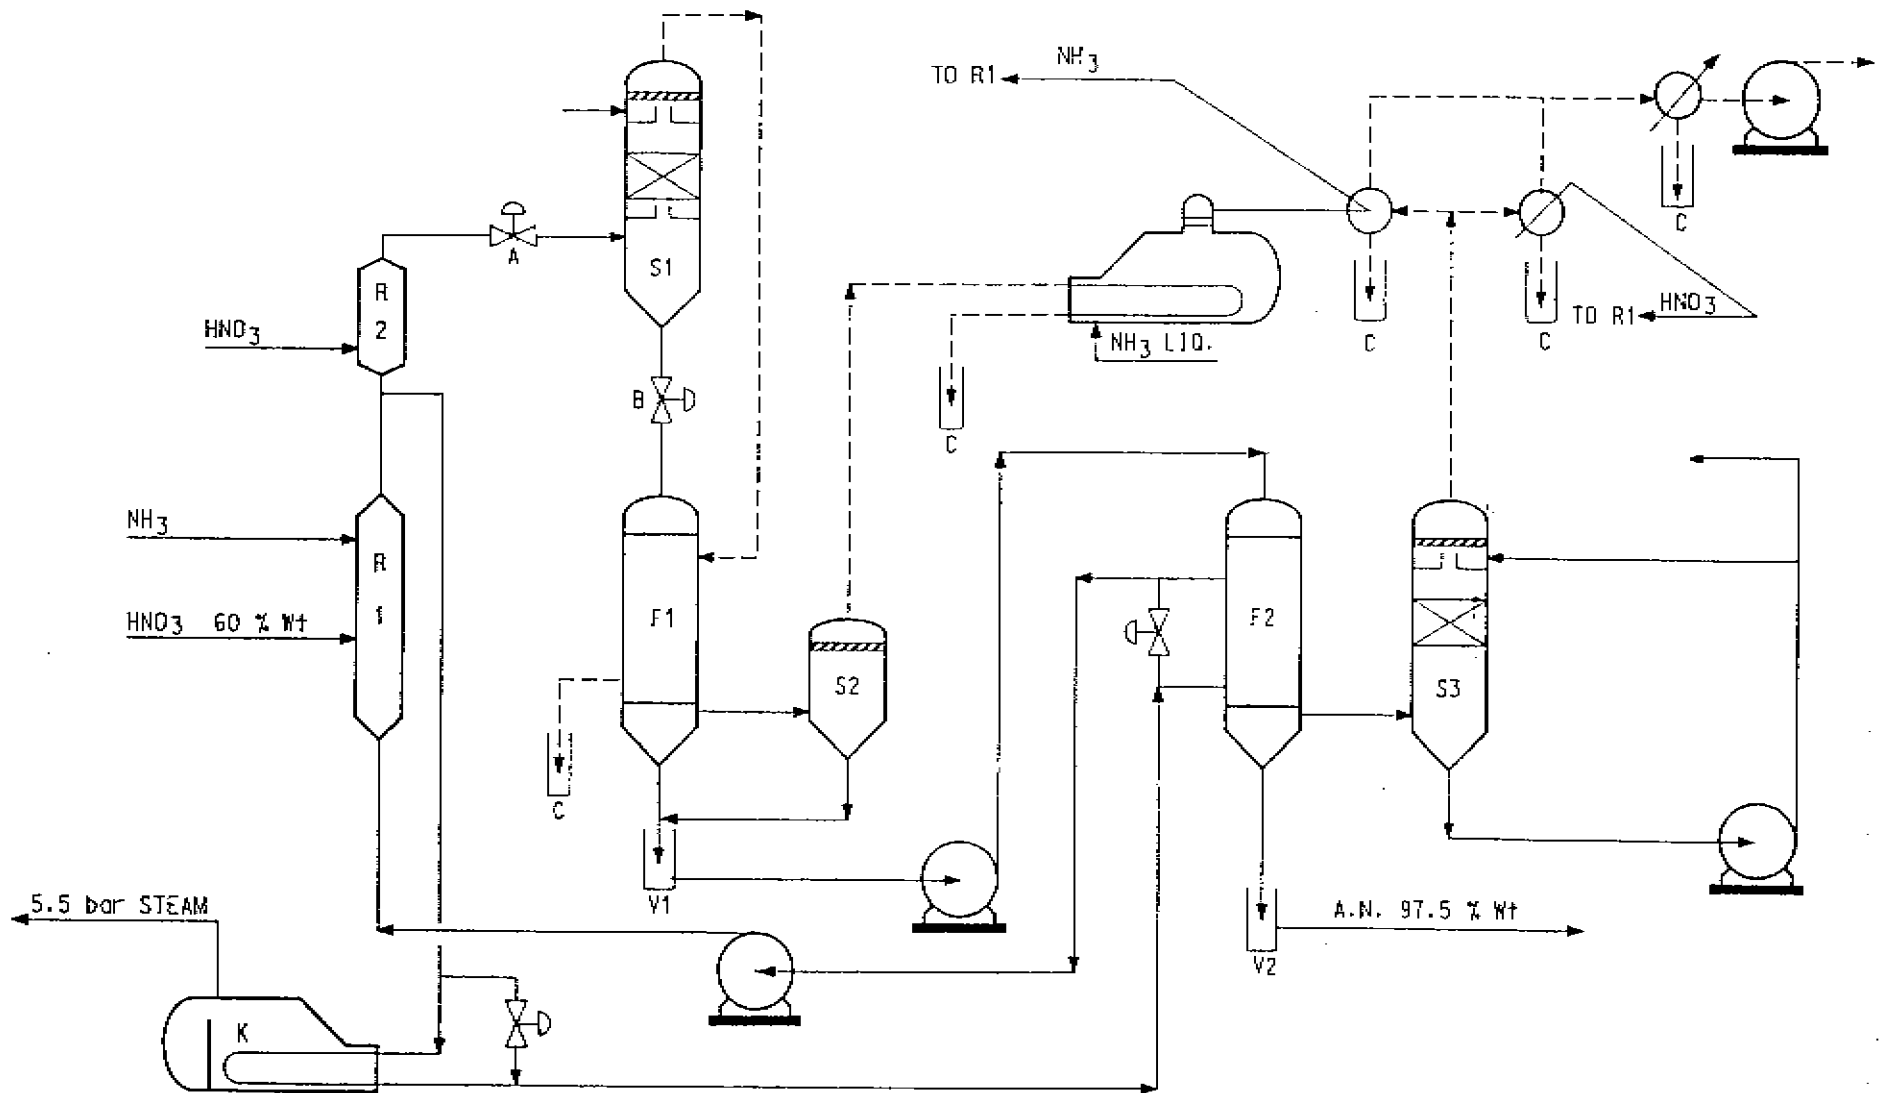 NH3
TO R1
C
A
S1
R
2
HNO3
HNO3
TO R1
C
C
NH3 LIQ.
B
C
NH3
R
1
HNO3 60 % Wt
F1
F2
S2
S3
C
V1
5.5 bar STEAM
A.N. 97.5 % Wt
V2
K